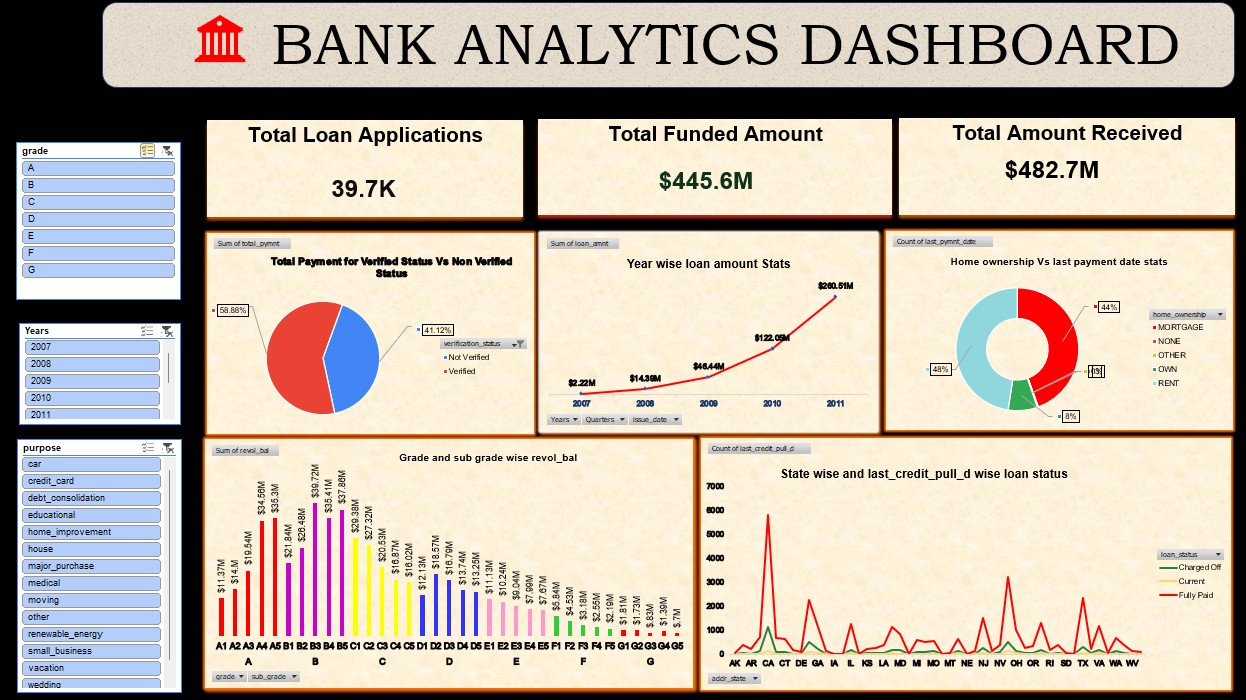 BANK ANALYTICS DASHBOARD
Total Loan Applications
39.7K
Total Funded Amount
$445.6M
Total Amount Received
$482.7M
grade
A
B
C
D
E
F
G
Years
2007
2008
2009
2010
2011
purpose
car
credit_card
debt_consolidation
educational
home_improvement
house
major_purchase
medical
moving
other
renewable_energy
small_business
vacation
wedding
Sum of total_pymnt
Total Payment for Verified Status Vs Non Verified
Status
58.88%
41.12%
verification_status
Not Verified
Verified
Sum of loan_amnt
Year wise loan amount Stats
$2.22M
$14.39M
$46.44M
$122.05M
$260.51M
2007 2008 2009 2010 2011
Years Quarters issue_date
Count of last_pymnt_date
Home ownership Vs last payment date stats
44%
48%
8%
home_ownership
MORTGAGE
NONE
OTHER
OWN
RENT
Sum of revol_bal
Grade and sub grade wise revol_bal
$11.37M $14.M $19.54M $34.56M $35.3M $21.84M $26.48M $39.72M $35.41M $37.86M $29.38M $27.32M $20.53M $16.87M $16.02M $12.13M $18.57M $16.79M $13.74M $13.25M $11.13M $10.24M $9.04M $7.99M $7.67M $5.84M $4.53M $3.18M $2.55M $2.19M $1.81M $1.73M $.83M $1.39M $.7M
A1 A2 A3 A4 A5 B1 B2 B3 B4 B5 C1 C2 C3 C4 C5 D1 D2 D3 D4 D5 E1 E2 E3 E4 E5 F1 F2 F3 F4 F5 G1 G2 G3 G4 G5
A B C D E F G
grade sub_grade
Count of last_credit_pull_d
State wise and last_credit_pull_d wise loan status
7000
6000
5000
4000
3000
2000
1000
0
AK AR CA CT DE GA IA IL KS LA MD MI MO MT NE NJ NV OH OR RI SD TX VA WA WV
loan_status
Charged Off
Current
Fully Paid
addr_state